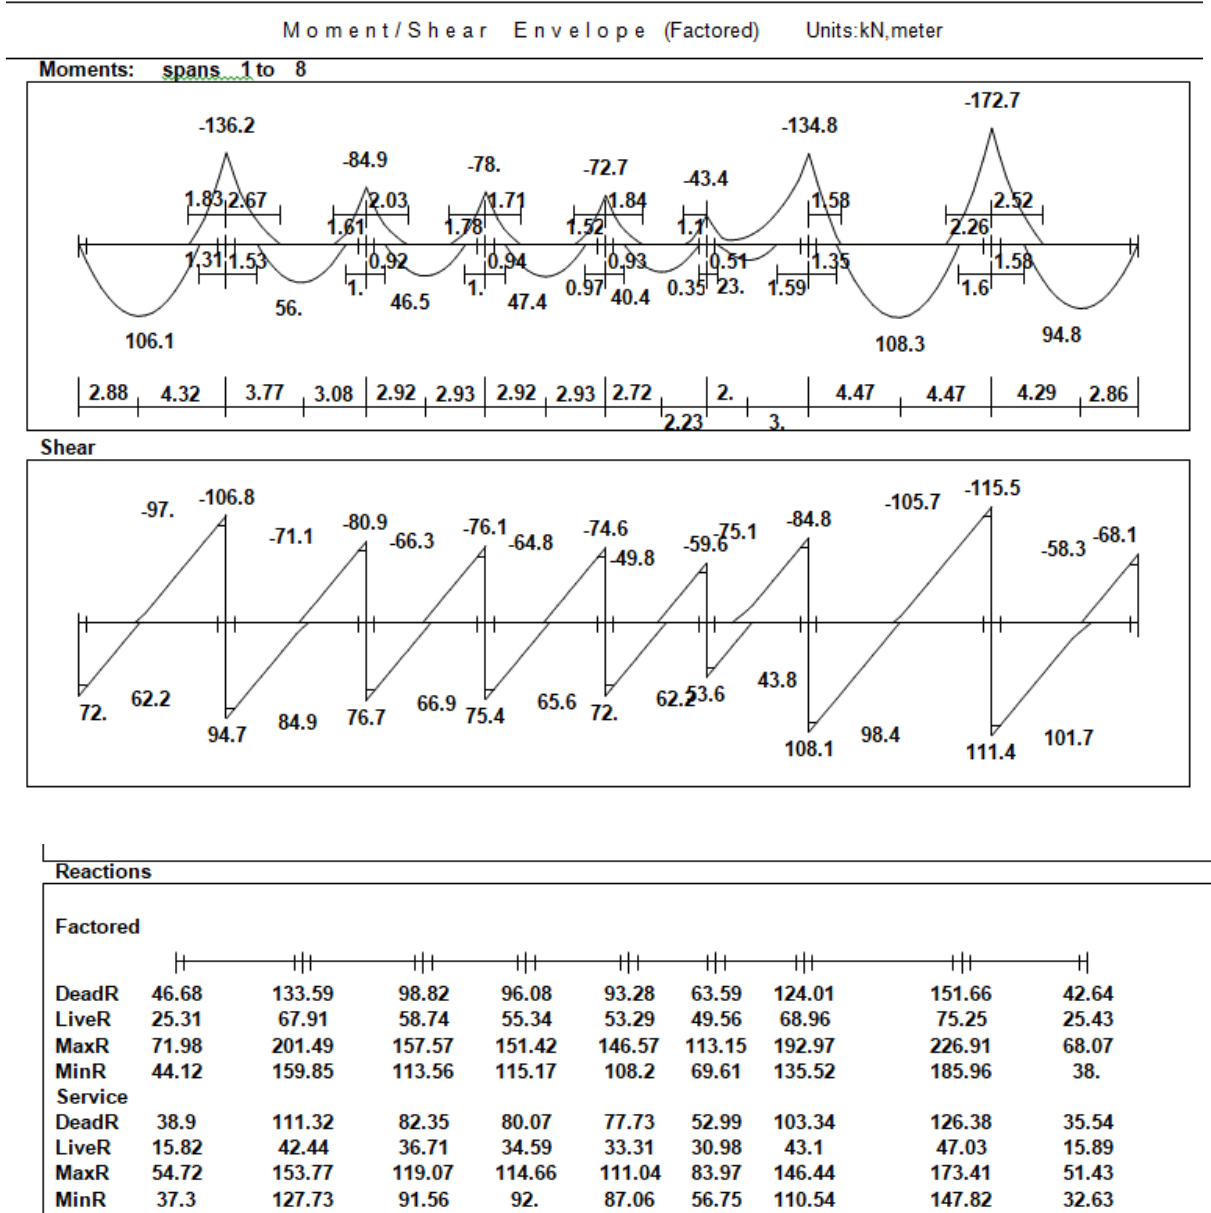 Moment/Shear Envelope (Factored) Units:kN,meter
Moments: spans 1 to 8
-172.7
-136.2 -134.8
-84.9 -78. -72.7 -43.4
1.83 2.67 2.03 1.71 1.84 1.58 2.52
1.61 1.78 1.52 1.1 2.26
1.31 1.53 0.92 0.94 0.93 0.51 1.35 1.58
1. 1. 0.97 0.35 23. 1.59 1.6
56. 46.5 47.4 40.4
106.1 108.3 94.8
2.88 4.32 3.77 3.08 2.92 2.93 2.92 2.93 2.72 2. 4.47 4.47 4.29 2.86
2.23 3.
Shear
-97. -106.8 -105.7 -115.5
-71.1 -80.9 -66.3 -76.1 -64.8 -74.6 -49.8 -59.6 -75.1 -84.8 -58.3 -68.1
72. 62.2 76.7 66.9 75.4 65.6 72. 62.2 53.6 43.8
94.7 84.9 108.1 98.4 111.4 101.7
Reactions
Factored
DeadR 46.68 133.59 98.82 96.08 93.28 63.59 124.01 151.66 42.64
LiveR 25.31 67.91 58.74 55.34 53.29 49.56 68.96 75.25 25.43
MaxR 71.98 201.49 157.57 151.42 146.57 113.15 192.97 226.91 68.07
MinR 44.12 159.85 113.56 115.17 108.2 69.61 135.52 185.96 38.
Service
DeadR 38.9 111.32 82.35 80.07 77.73 52.99 103.34 126.38 35.54
LiveR 15.82 42.44 36.71 34.59 33.31 30.98 43.1 47.03 15.89
MaxR 54.72 153.77 119.07 114.66 111.04 83.97 146.44 173.41 51.43
MinR 37.3 127.73 91.56 92. 87.06 56.75 110.54 147.82 32.63